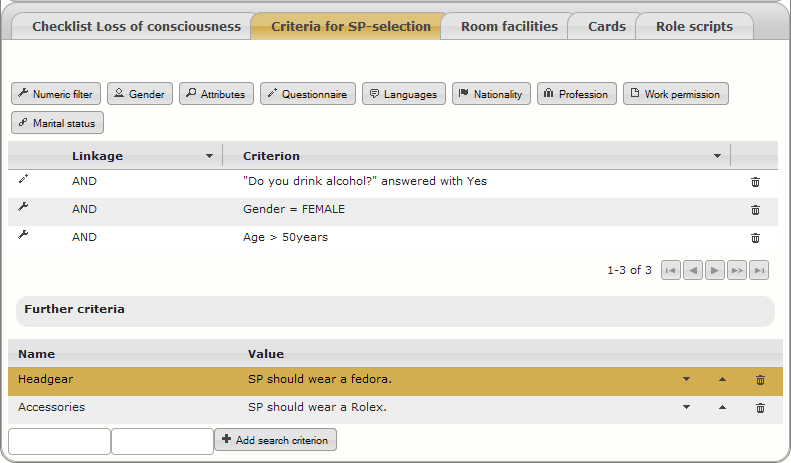 Checklist Loss of consciousness Criteria for SP-selection Room facilities Cards Role scripts
Numeric filter Gender Attributes Questionnaire Languages Nationality Profession Work permission
Marital status
Linkage Criterion
AND "Do you drink alcohol?" answered with Yes
AND Gender = FEMALE
AND Age > 50years
1-3 of 3
Further criteria
Name Value
Headgear SP should wear a fedora.
Accessories SP should wear a Rolex.
Add search criterion